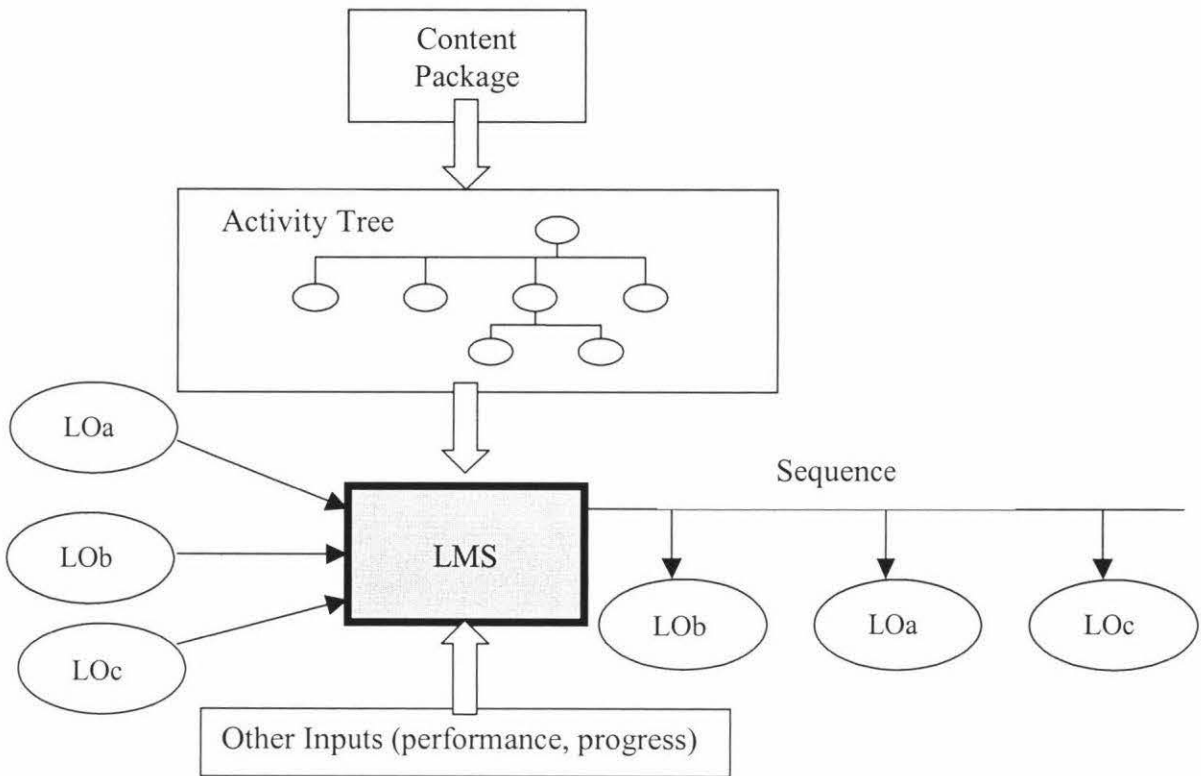 Content
Package
Activity Tree
LOa
Sequence
LOb
LMS
LOb
LOa
LOc
LOc
Other Inputs (performance, progress)